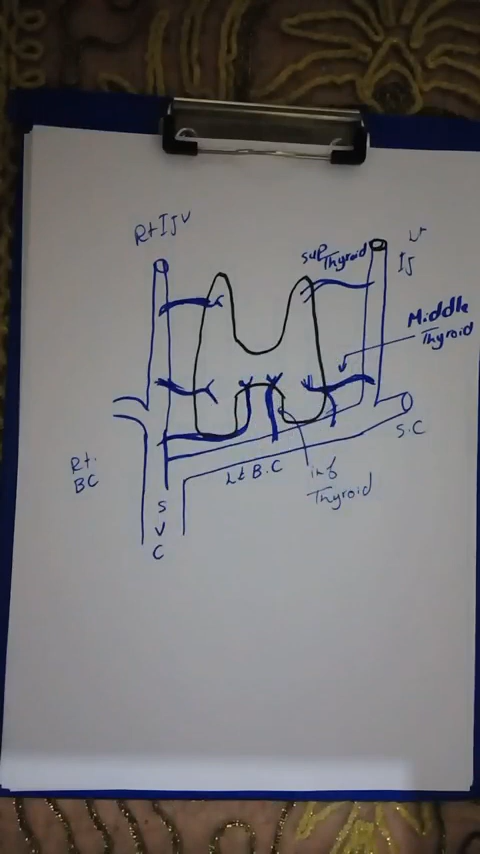 Rt IJV
V
IJ
sup
Thyroid
Middle
Thyroid
S.C
Rt.
BC
Lt B.C
inf
Thyroid
S
V
C